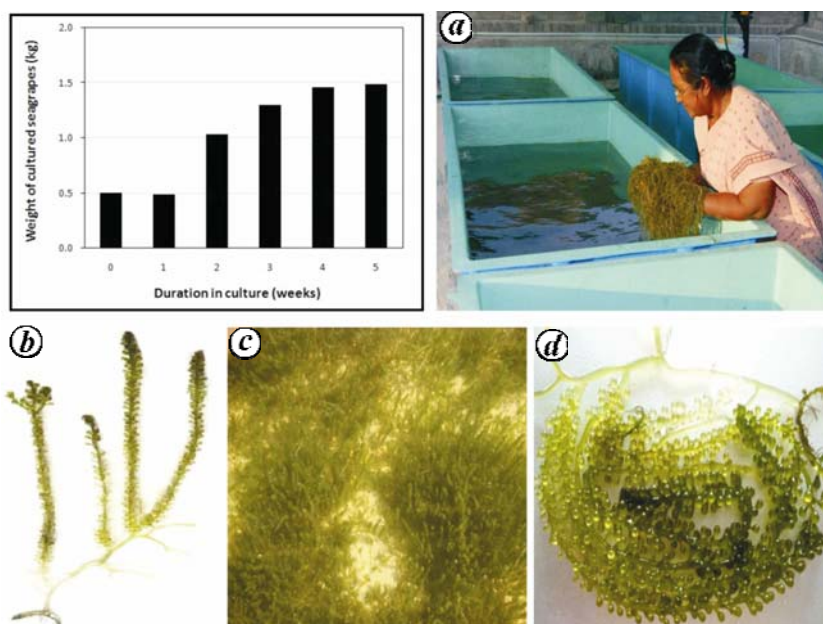 Weight of cultured seagrapes (kg)
2.0
1.5
1.0
0.5
0.0
0 1 2 3 4 5
Duration in culture (weeks)
a
b
c
d